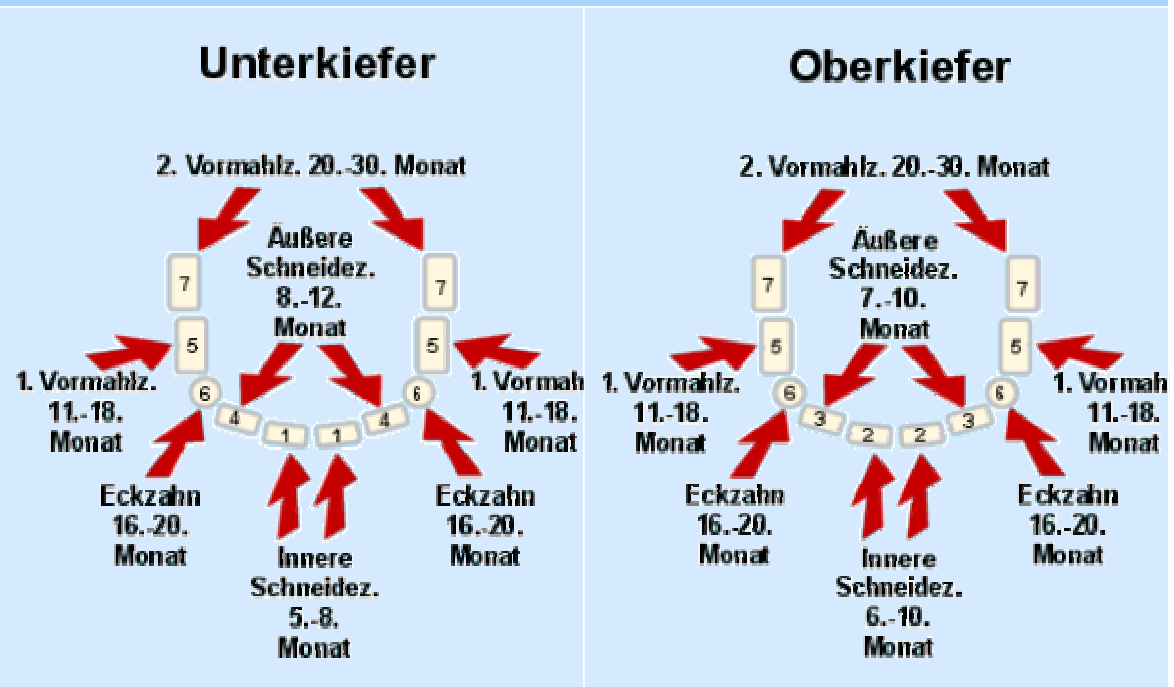 Unterkiefer
2. Vormahlz. 20.-30. Monat
Äußere
Schneidez.
8.-12.
Monat
7
7
5
5
1. Vormahlz.
11.-18.
Monat
1. Vormah
11.-18.
Monat
6
4
1
1
4
6
Eckzahn
16.-20.
Monat
Eckzahn
16.-20.
Monat
Innere
Schneidez.
5.-8.
Monat
Oberkiefer
2. Vormahlz. 20.-30. Monat
Äußere
Schneidez.
7.-10.
Monat
7
7
5
5
1. Vormahlz.
11.-18.
Monat
1. Vormah
11.-18.
Monat
6
3
2
2
3
6
Eckzahn
16.-20.
Monat
Eckzahn
16.-20.
Monat
Innere
Schneidez.
6.-10.
Monat